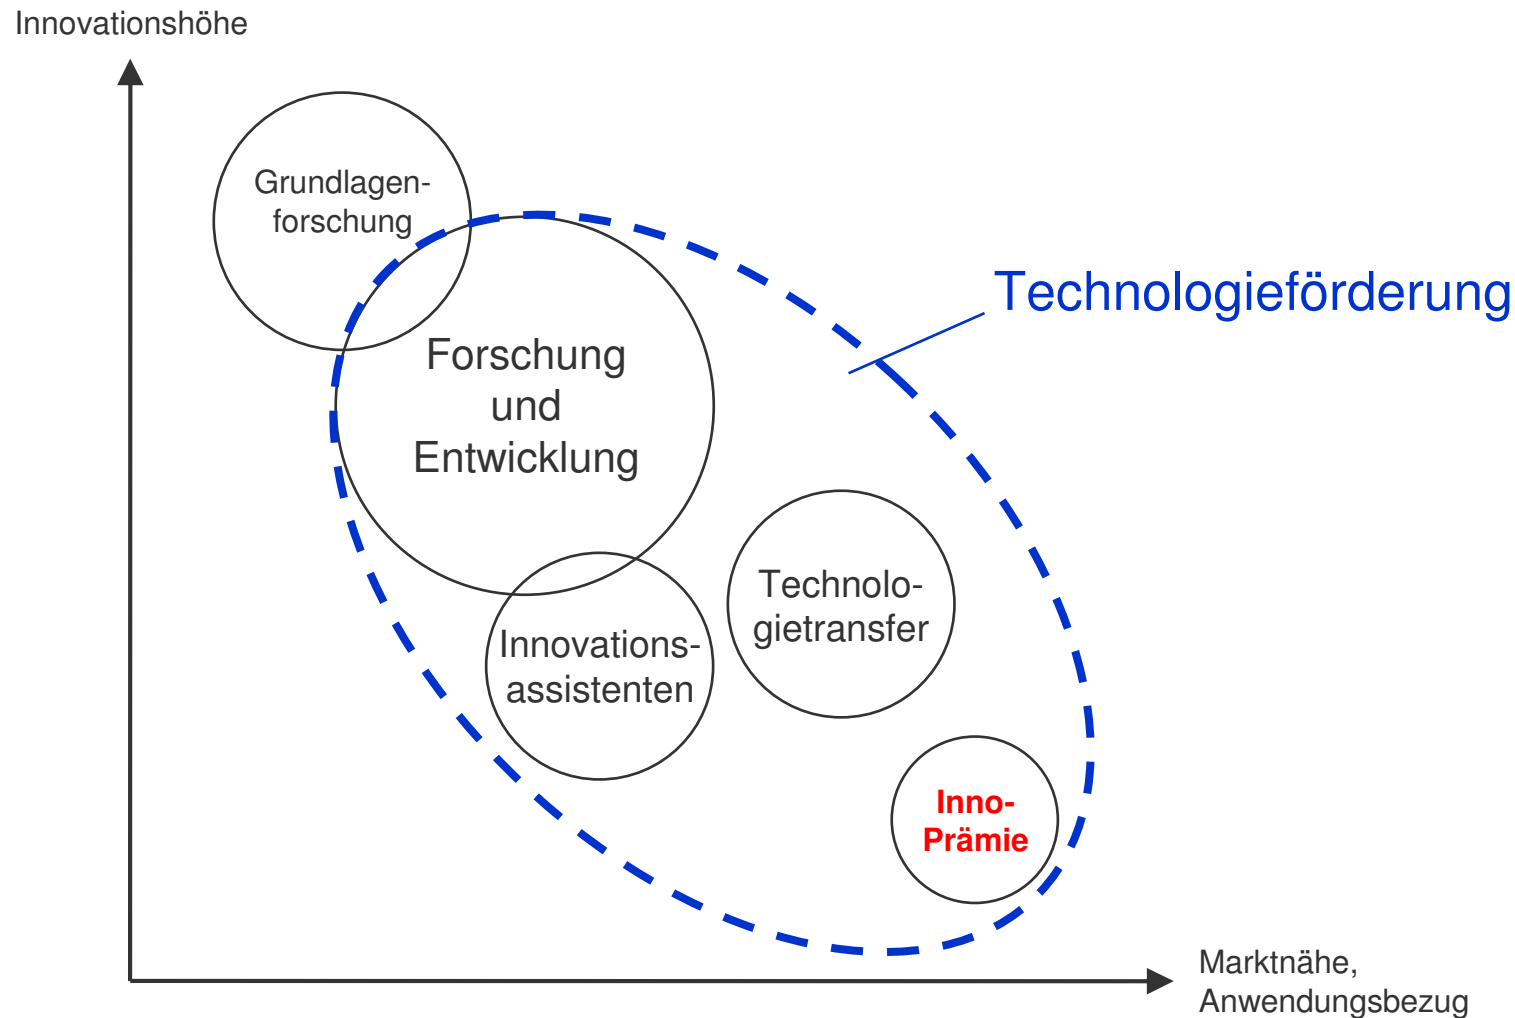 Innovationshöhe
Grundlagen-
forschung
Technologieförderung
Forschung
und
Entwicklung
Technolo-
gietransfer
Innovations-
assistenten
Inno-
Prämie
Marktnähe,
Anwendungsbezug